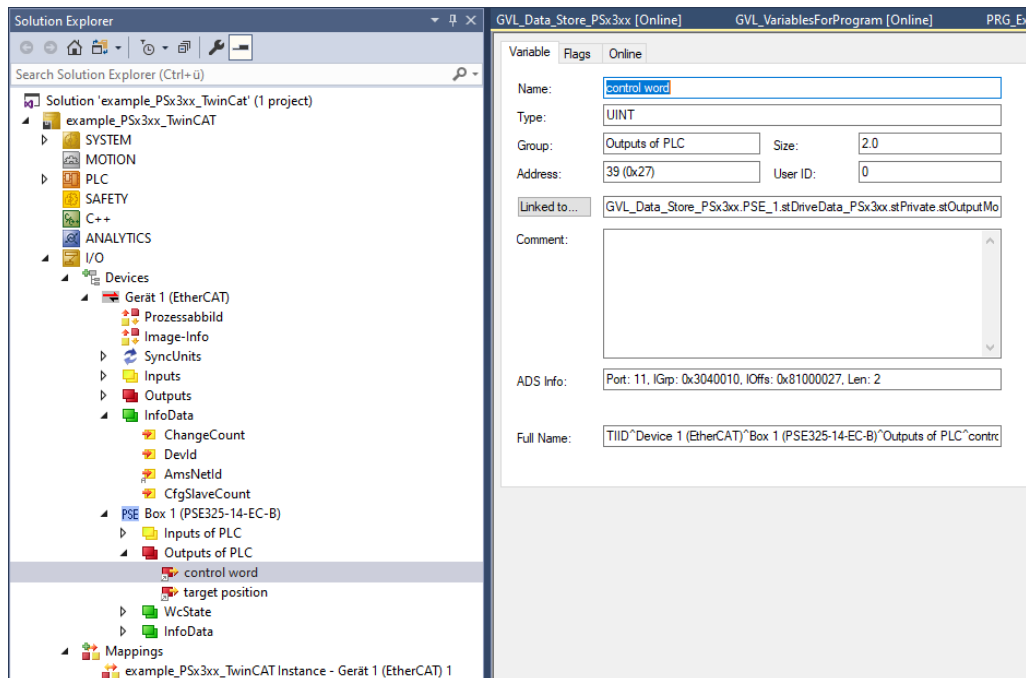 Solution Explorer
Search Solution Explorer (Ctrl+ü)
Solution 'example_PSx3xx_TwinCat' (1 project)
example_PSx3xx_TwinCAT
SYSTEM
MOTION
PLC
SAFETY
C++
ANALYTICS
I/O
Devices
Gerät 1 (EtherCAT)
Prozessabbild
Image-Info
SyncUnits
Inputs
Outputs
InfoData
ChangeCount
DevId
AmsNetId
CfgSlaveCount
PSE Box 1 (PSE325-14-EC-B)
Inputs of PLC
Outputs of PLC
control word
target position
WcState
InfoData
Mappings
example_PSx3xx_TwinCAT Instance - Gerät 1 (EtherCAT) 1
GVL_Data_Store_PSx3xx [Online] GVL_VariablesForProgram [Online] PRG_Ex
Variable Flags Online
Name: control word
Type: UINT
Group: Outputs of PLC Size: 2.0
Address: 39 (0x27) User ID: 0
Linked to... GVL_Data_Store_PSx3xx.PSE_1.stDriveData_PSx3xx.stPrivate.stOutputMo
Comment:
ADS Info: Port: 11, IGrp: 0x3040010, IOffs: 0x81000027, Len: 2
Full Name: TIID^Device 1 (EtherCAT)^Box 1 (PSE325-14-EC-B)^Outputs of PLC^contrc